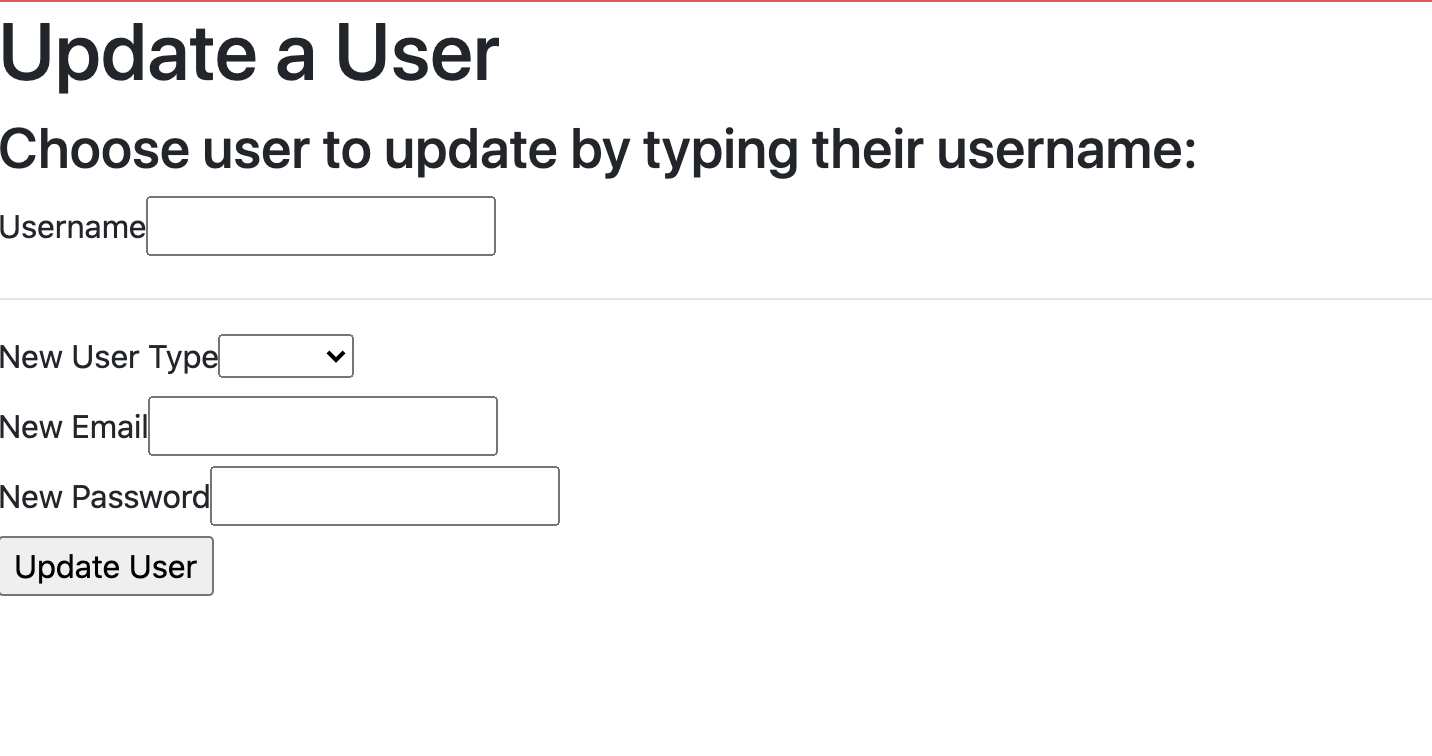 Update a User
Choose user to update by typing their username:
Username
New User Type
New Email
New Password
Update User